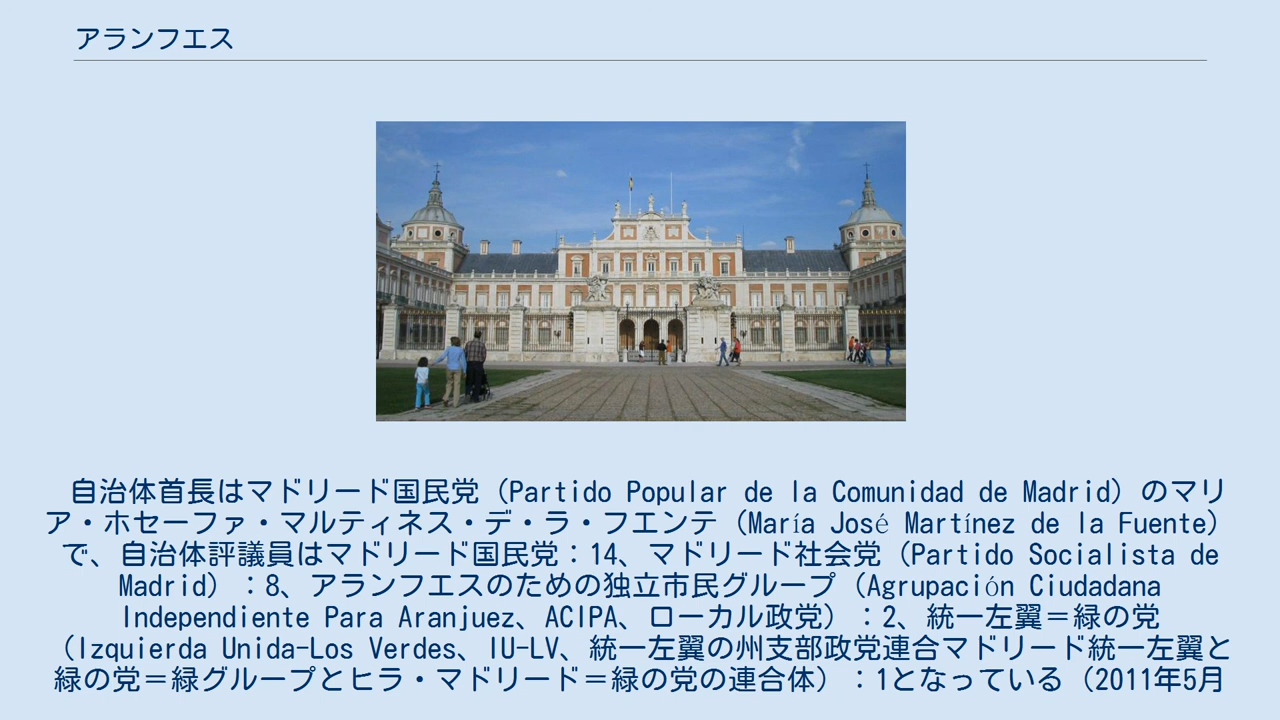 アランフエス
自治体首長はマドリード国民党（Partido Popular de la Comunidad de Madrid）のマリ
ア・ホセーファ・マルティネス・デ・ラ・フエンテ（María José Martínez de la Fuente）
で、自治体評議員はマドリード国民党：14、マドリード社会党（Partido Socialista de
Madrid）：8、アランフエスのための独立市民グループ（Agrupación Ciudadana
Independiente Para Aranjuez、ACIPA、ローカル政党）：2、統一左翼＝緑の党
（Izquierda Unida-Los Verdes、IU-LV、統一左翼の州支部政党連合マドリード統一左翼と
緑の党＝緑グループとヒラ・マドリード＝緑の党の連合体）：1となっている（2011年5月